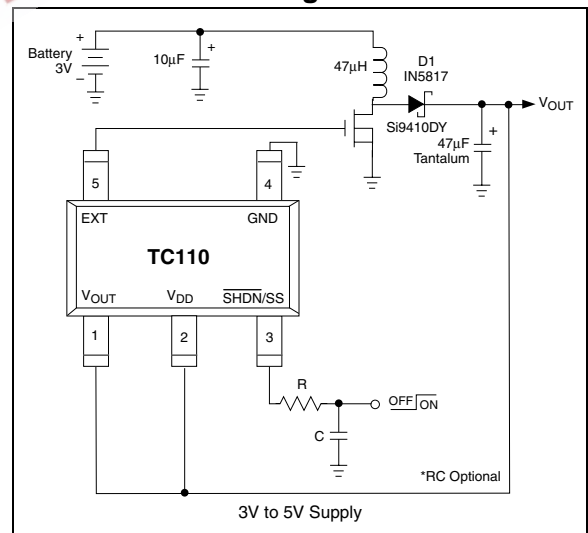 Battery
3V
+
–
10µF
+
47µH
D1
IN5817
VOUT
Si9410DY
47µF
Tantalum
+
5
4
EXT
GND
TC110
VOUT
VDD
SHDN/SS
1
2
3
R
OFF ON
C
*RC Optional
3V to 5V Supply